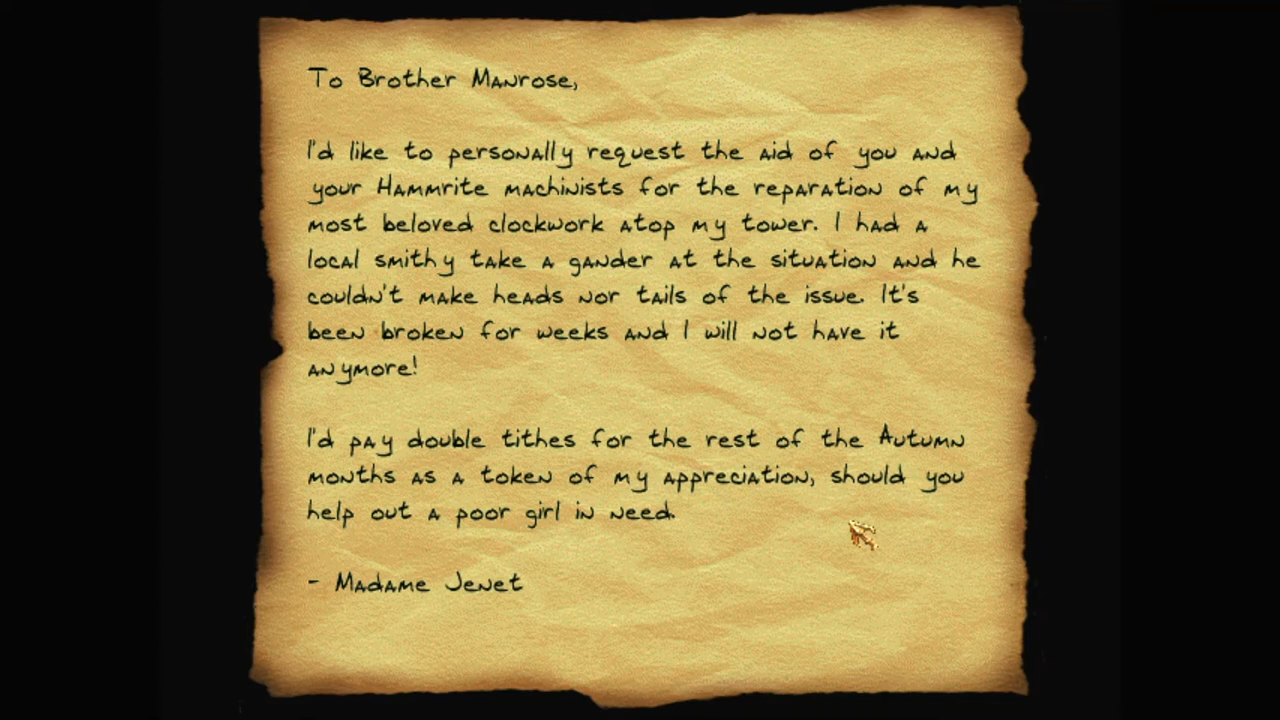 To Brother Manrose,
I'd like to personally request the aid of you and
your Hammrite machinists for the reparation of my
most beloved clockwork atop my tower. I had a
local smithy take a gander at the situation and he
couldn't make heads nor tails of the issue. It's
been broken for weeks and I will not have it
anymore!
I'd pay double tithes for the rest of the Autumn
months as a token of my appreciation, should you
help out a poor girl in need.
- Madame Jenet